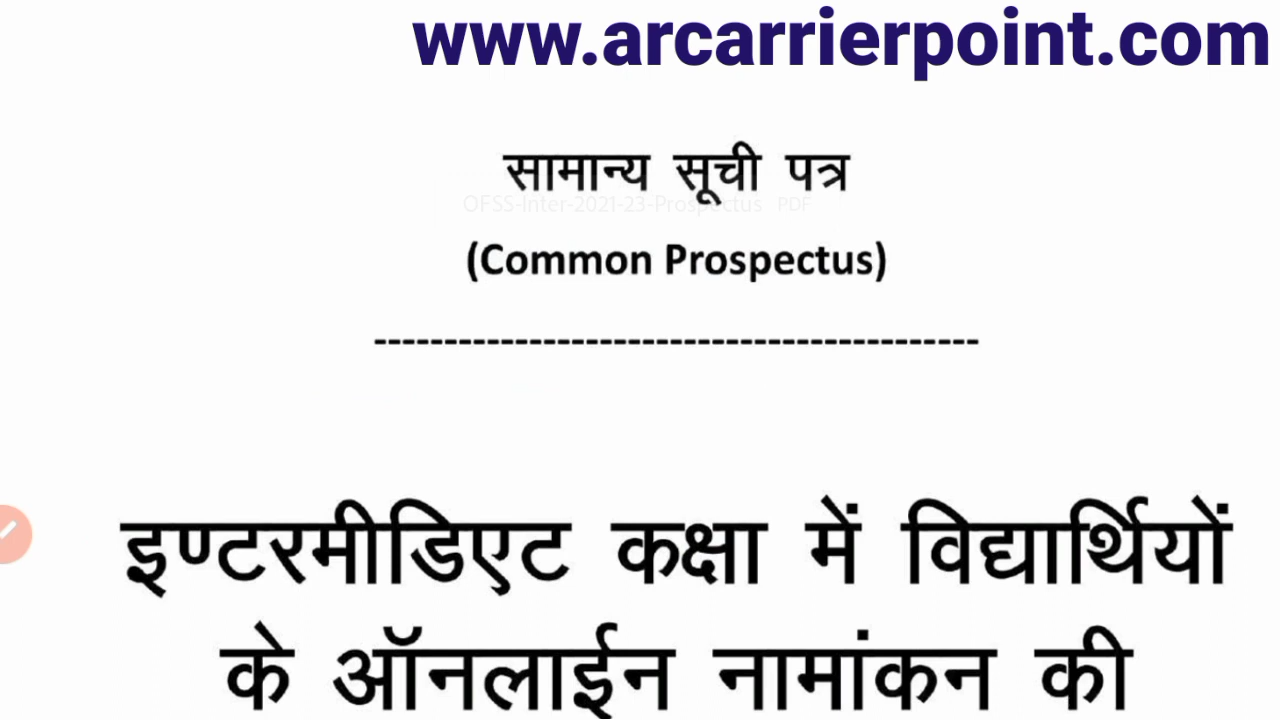 www.arcarrierpoint.com
सामान्य सूची पत्र
OFSS-Inter-2021-23-Prospectus PDF
(Common Prospectus)
-------------------------------------------
इण्टरमीडिएट कक्षा में विद्यार्थियों
के ऑनलाईन नामांकन की